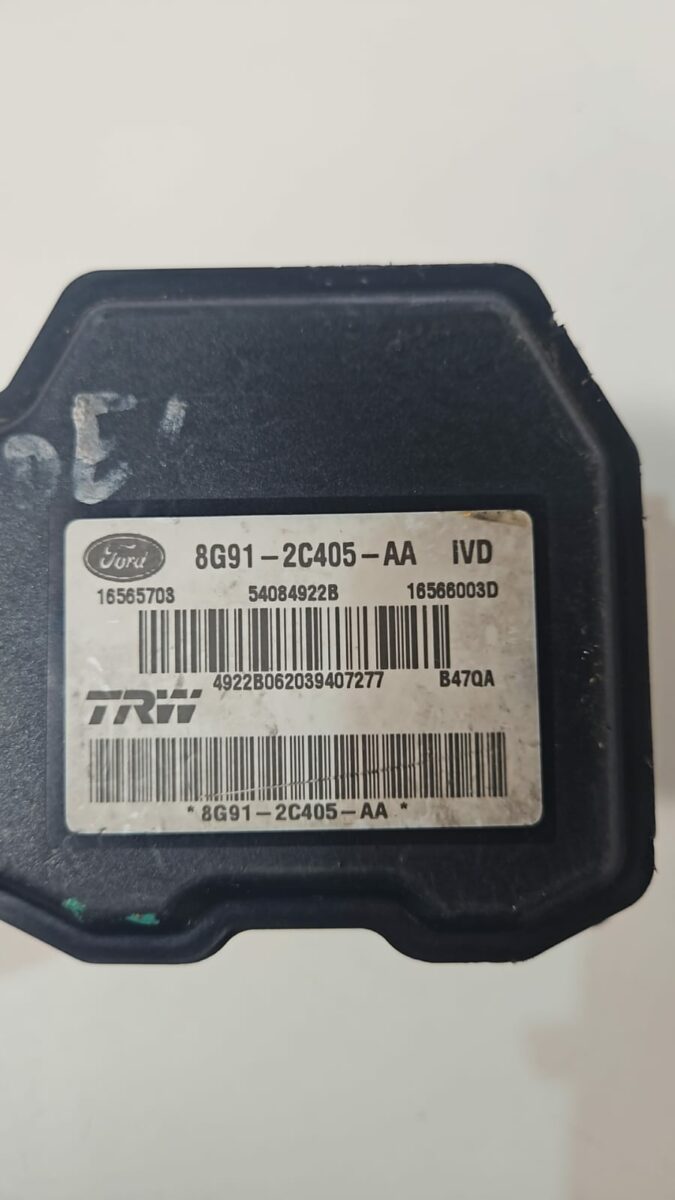 Ford 8G91-2C405-AA IVD
16565703 54084922B 16566003D
4922B062039407277 B47QA
TRW
*8G91-2C405-AA*